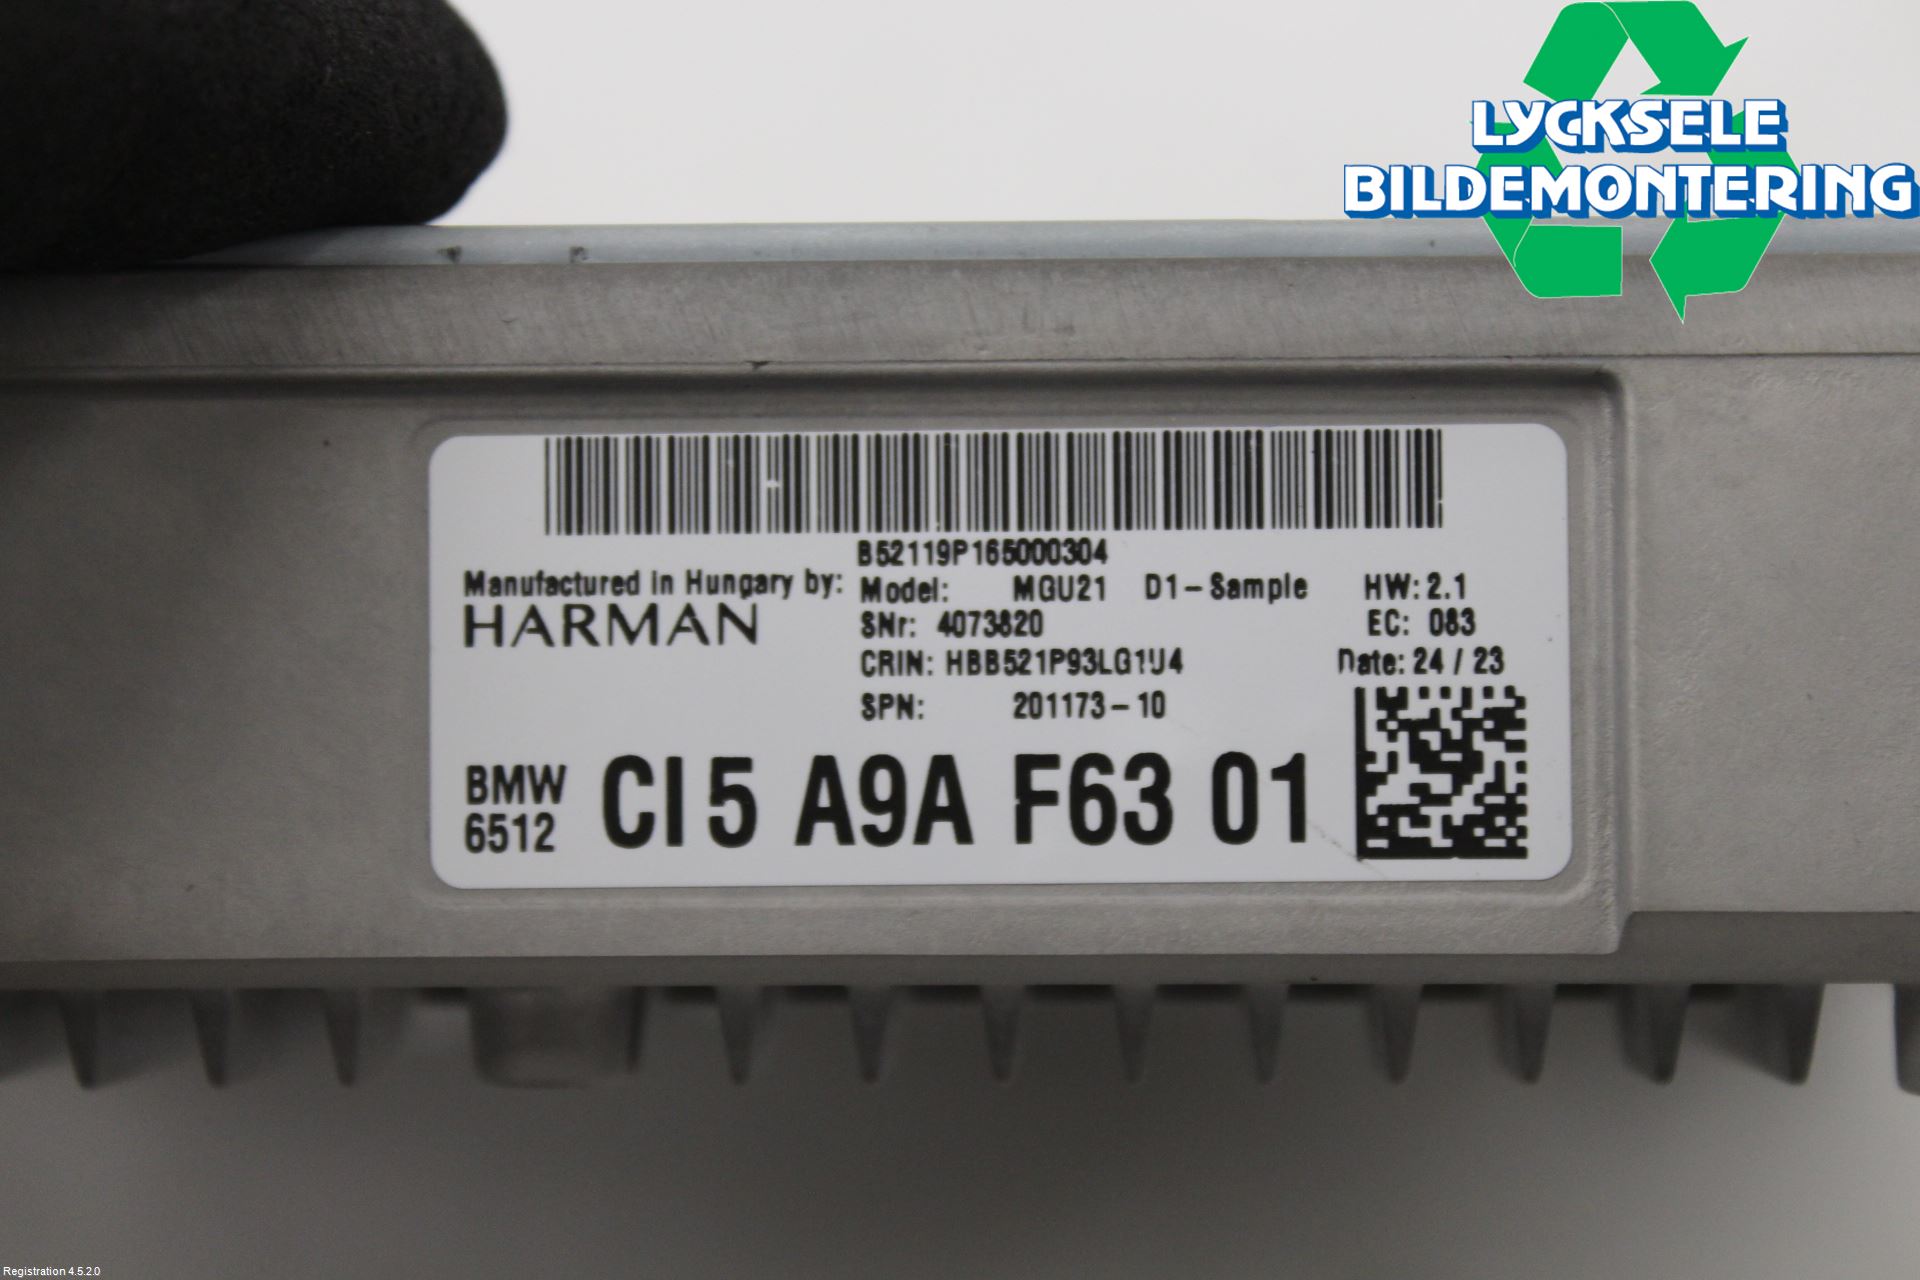 LYCKSELE
BILDEMONTERING
B52119P165000304
Manufactured in Hungary by:
HARMAN
Model: MGU21 D1-Sample HW: 2.1
SNr: 4073820 EC: 083
CRIN: HBB521P93LG1U4 Date: 24 / 23
SPN: 201173-10
BMW
6512
CI5 A9A F63 01
Registration 4.5.2.0